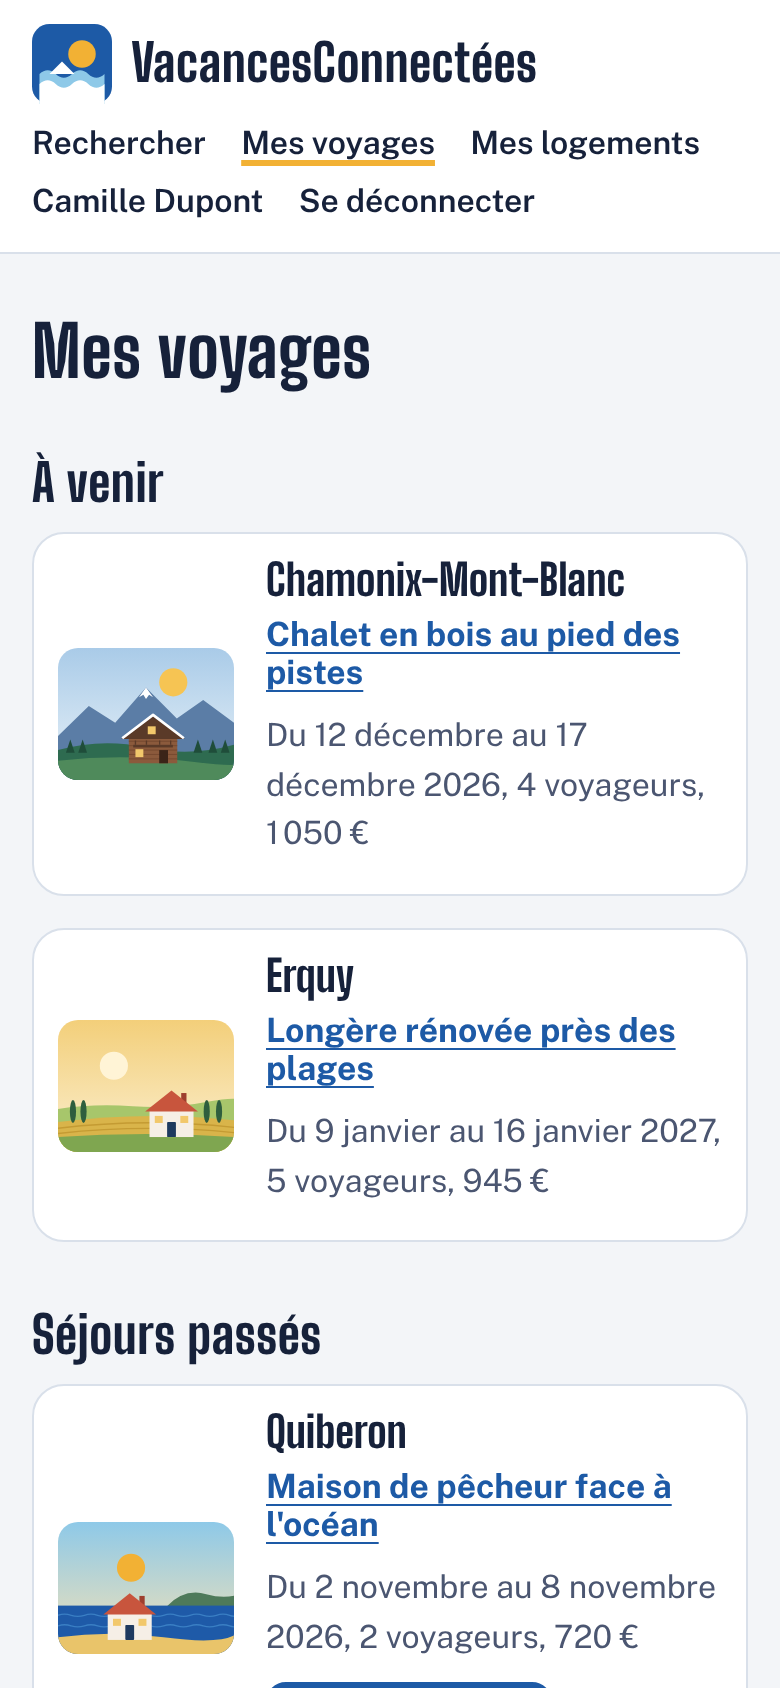 VacancesConnectées
Rechercher Mes voyages Mes logements
Camille Dupont Se déconnecter
Mes voyages
À venir
Chamonix-Mont-Blanc
Chalet en bois au pied des
pistes
Du 12 décembre au 17
décembre 2026, 4 voyageurs,
1 050 €
Erquy
Longère rénovée près des
plages
Du 9 janvier au 16 janvier 2027,
5 voyageurs, 945 €
Séjours passés
Quiberon
Maison de pêcheur face à
l'océan
Du 2 novembre au 8 novembre
2026, 2 voyageurs, 720 €